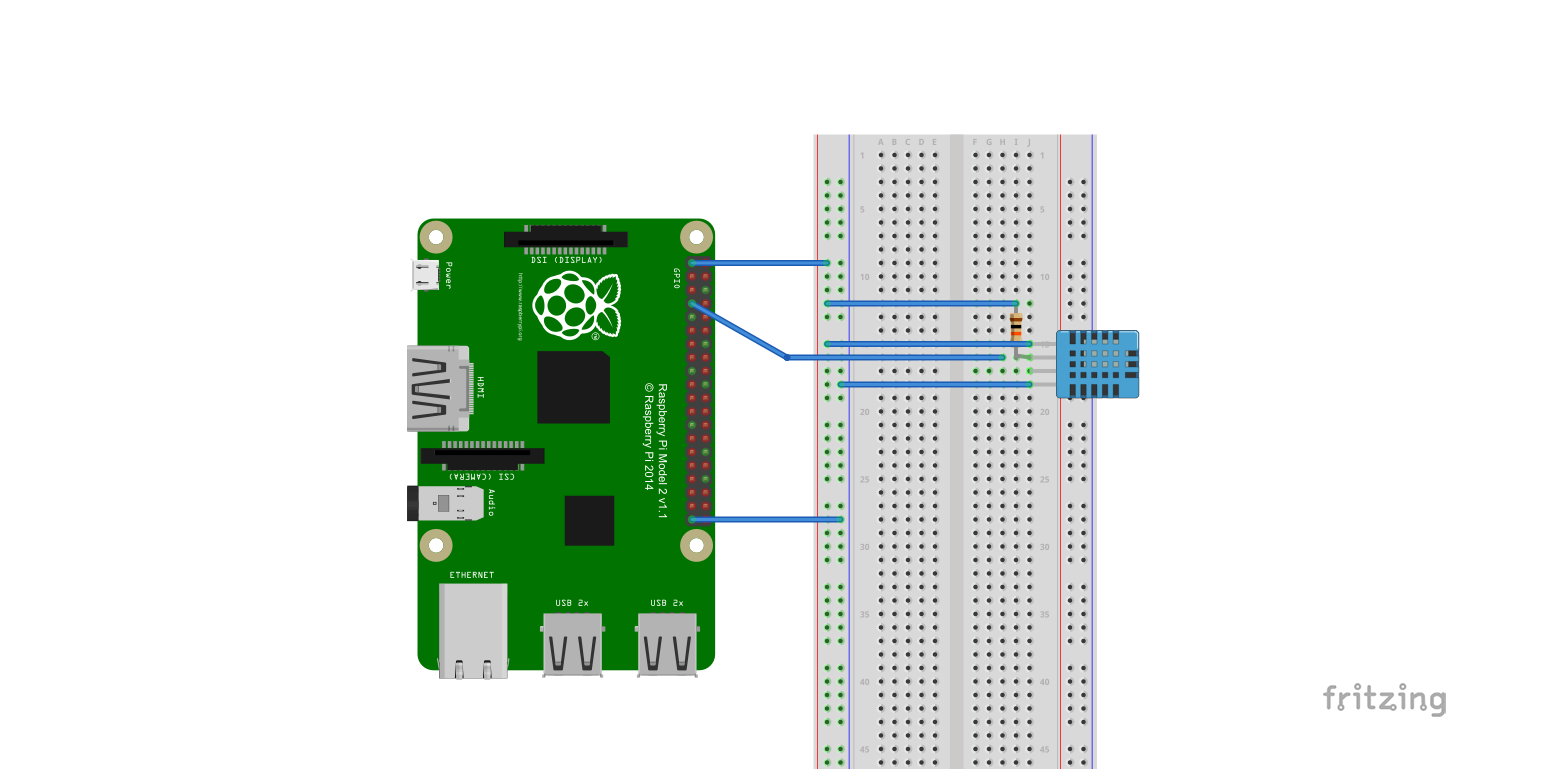 A B C D E F G H I J
1 1
5 5
DSI (DISPLAY)
Power
GPIO
http://www.raspberrypi.org
10 10
®
15
HDMI
Raspberry Pi Model 2 v1.1
© Raspberry Pi 2014
20 20
CSI (CAMERA)
25 25
Audio
30 30
ETHERNET
USB 2x
USB 2x
35 35
40 40
fritzing
45 45